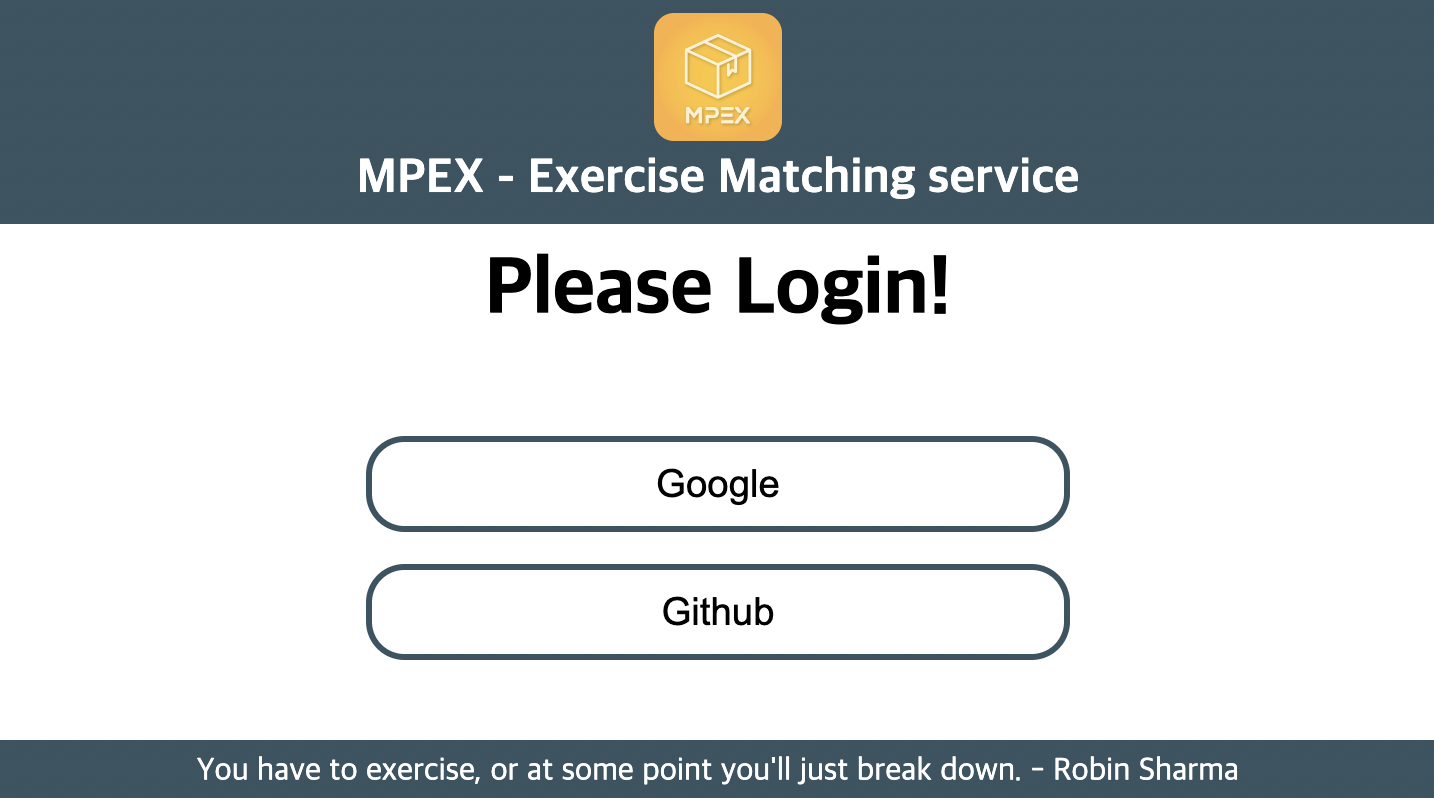 MPEX
MPEX - Exercise Matching service
Please Login!
Google
Github
You have to exercise, or at some point you'll just break down. - Robin Sharma